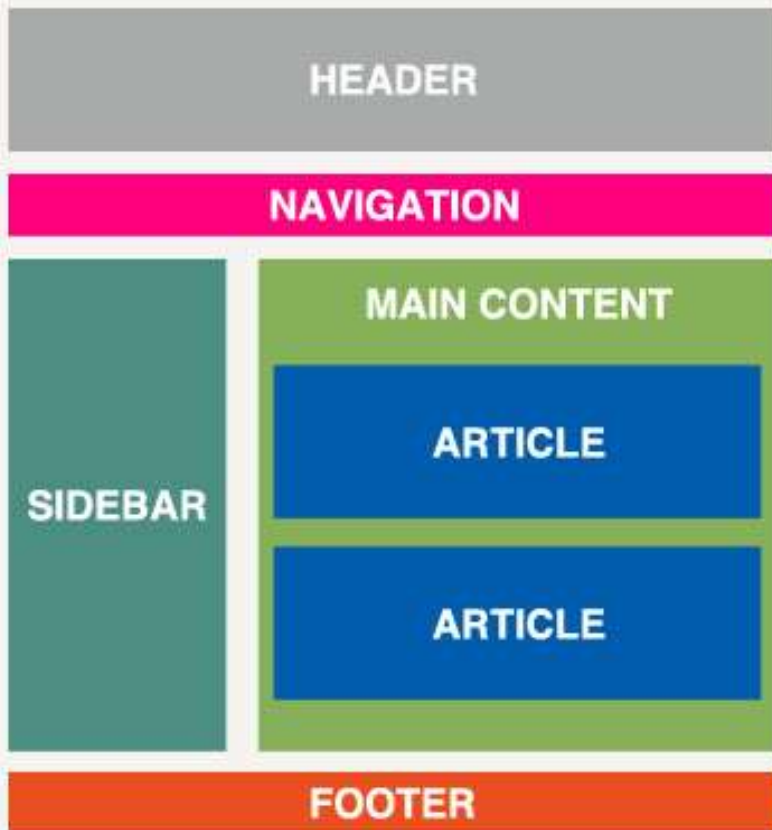 HEADER
NAVIGATION
MAIN CONTENT
ARTICLE
SIDEBAR
ARTICLE
FOOTER